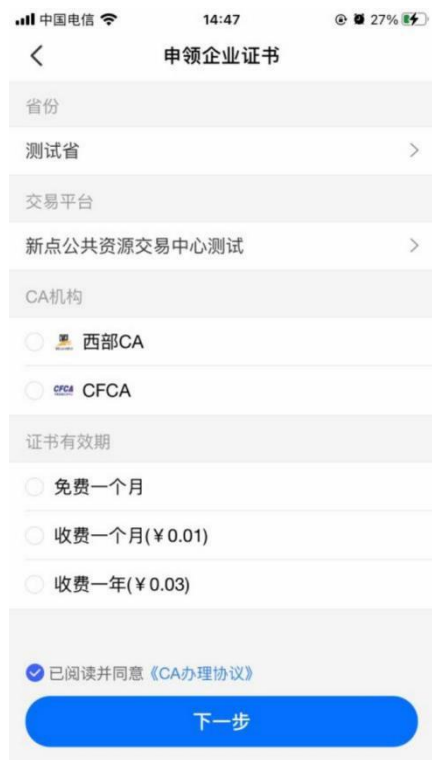 中国电信 14:47 27%
申领企业证书
省份
测试省
交易平台
新点公共资源交易中心测试
CA机构
西部CA
CFCA CFCA
证书有效期
免费一个月
收费一个月(￥0.01)
收费一年(￥0.03)
已阅读并同意《CA办理协议》
下一步